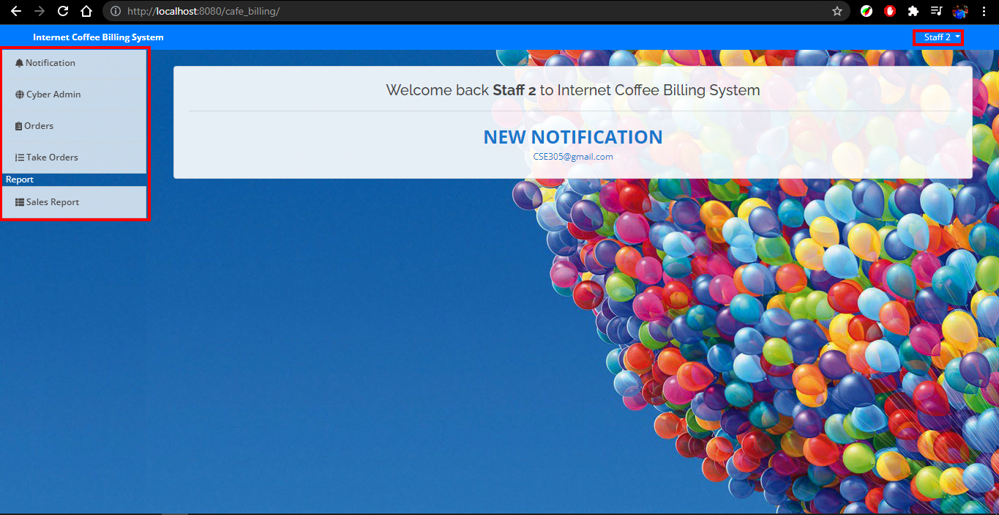 http://localhost:8080/cafe_billing/
Internet Coffee Billing System
Staff 2
Notification
Cyber Admin
Orders
Take Orders
Report
Sales Report
Welcome back Staff 2 to Internet Coffee Billing System
NEW NOTIFICATION
CSE305@gmail.com